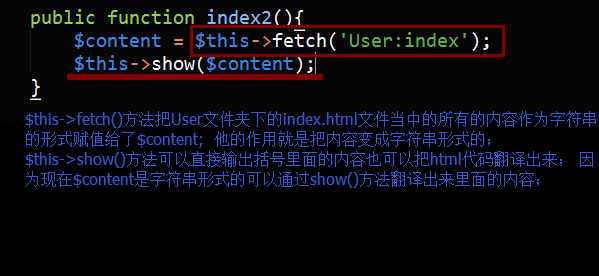 public function index2(){
$content = $this->fetch('User:index');
$this->show($content);
}
$this->fetch()方法把User文件夹下的index.html文件当中的所有的内容作为字符串
的形式赋值给了$content；他的作用就是把内容变成字符串形式的；
$this->show()方法可以直接输出括号里面的内容也可以把html代码翻译出来； 因
为现在$content是字符串形式的可以通过show()方法翻译出来里面的内容；